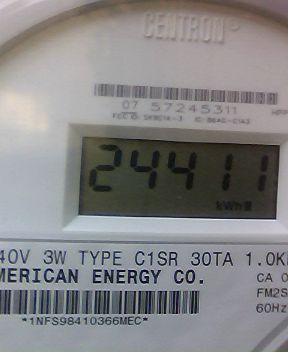 CENTRON®
07 57245311
24411
kWh
40V 3W TYPE C1SR 30TA 1.0K
MERICAN ENERGY CO.
CA 0
FM2S
60Hz
*1NFS98410366MEC*